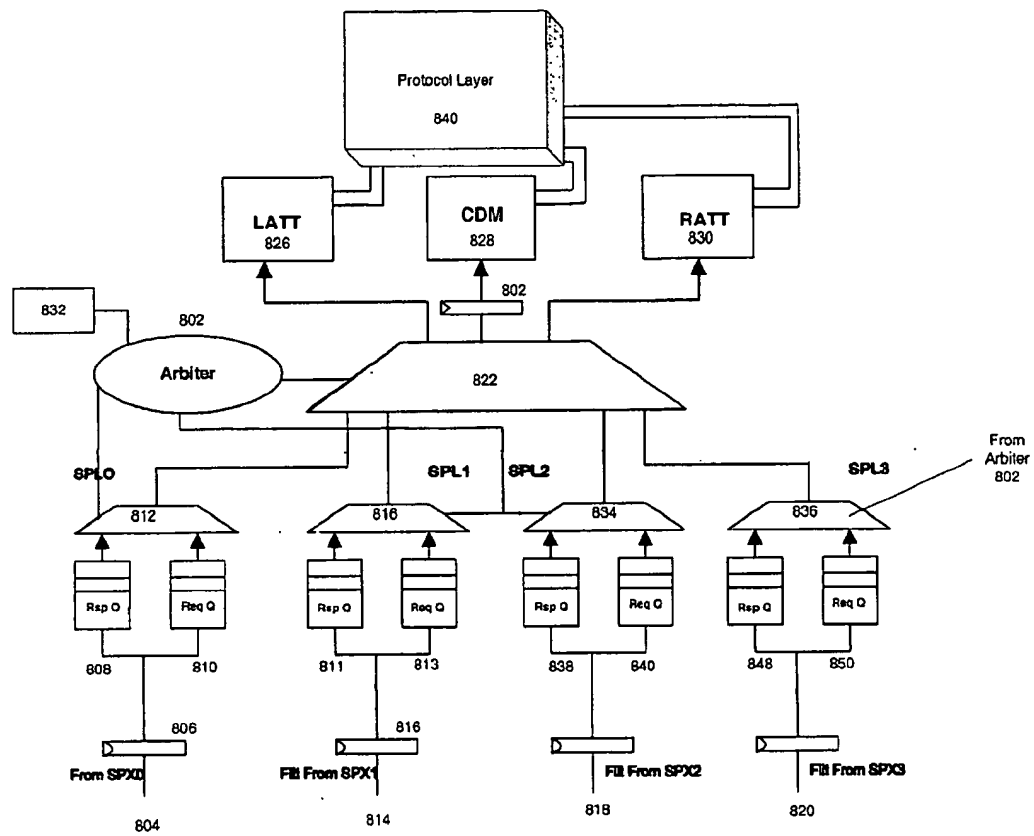 Protocol Layer
840
LATT
826
CDM
828
RATT
830
802
832
802
Arbiter
822
From
Arbiter
802
SPL0
SPL1
SPL2
SPL3
812
816
834
836
Rsp Q
Req Q
Rsp Q
Req Q
Rsp Q
Req Q
Rsp Q
Req Q
808
810
811
813
838
840
848
850
806
816
From SPX0
Flit From SPX1
Flit From SPX2
Flit From SPX3
804
814
818
820